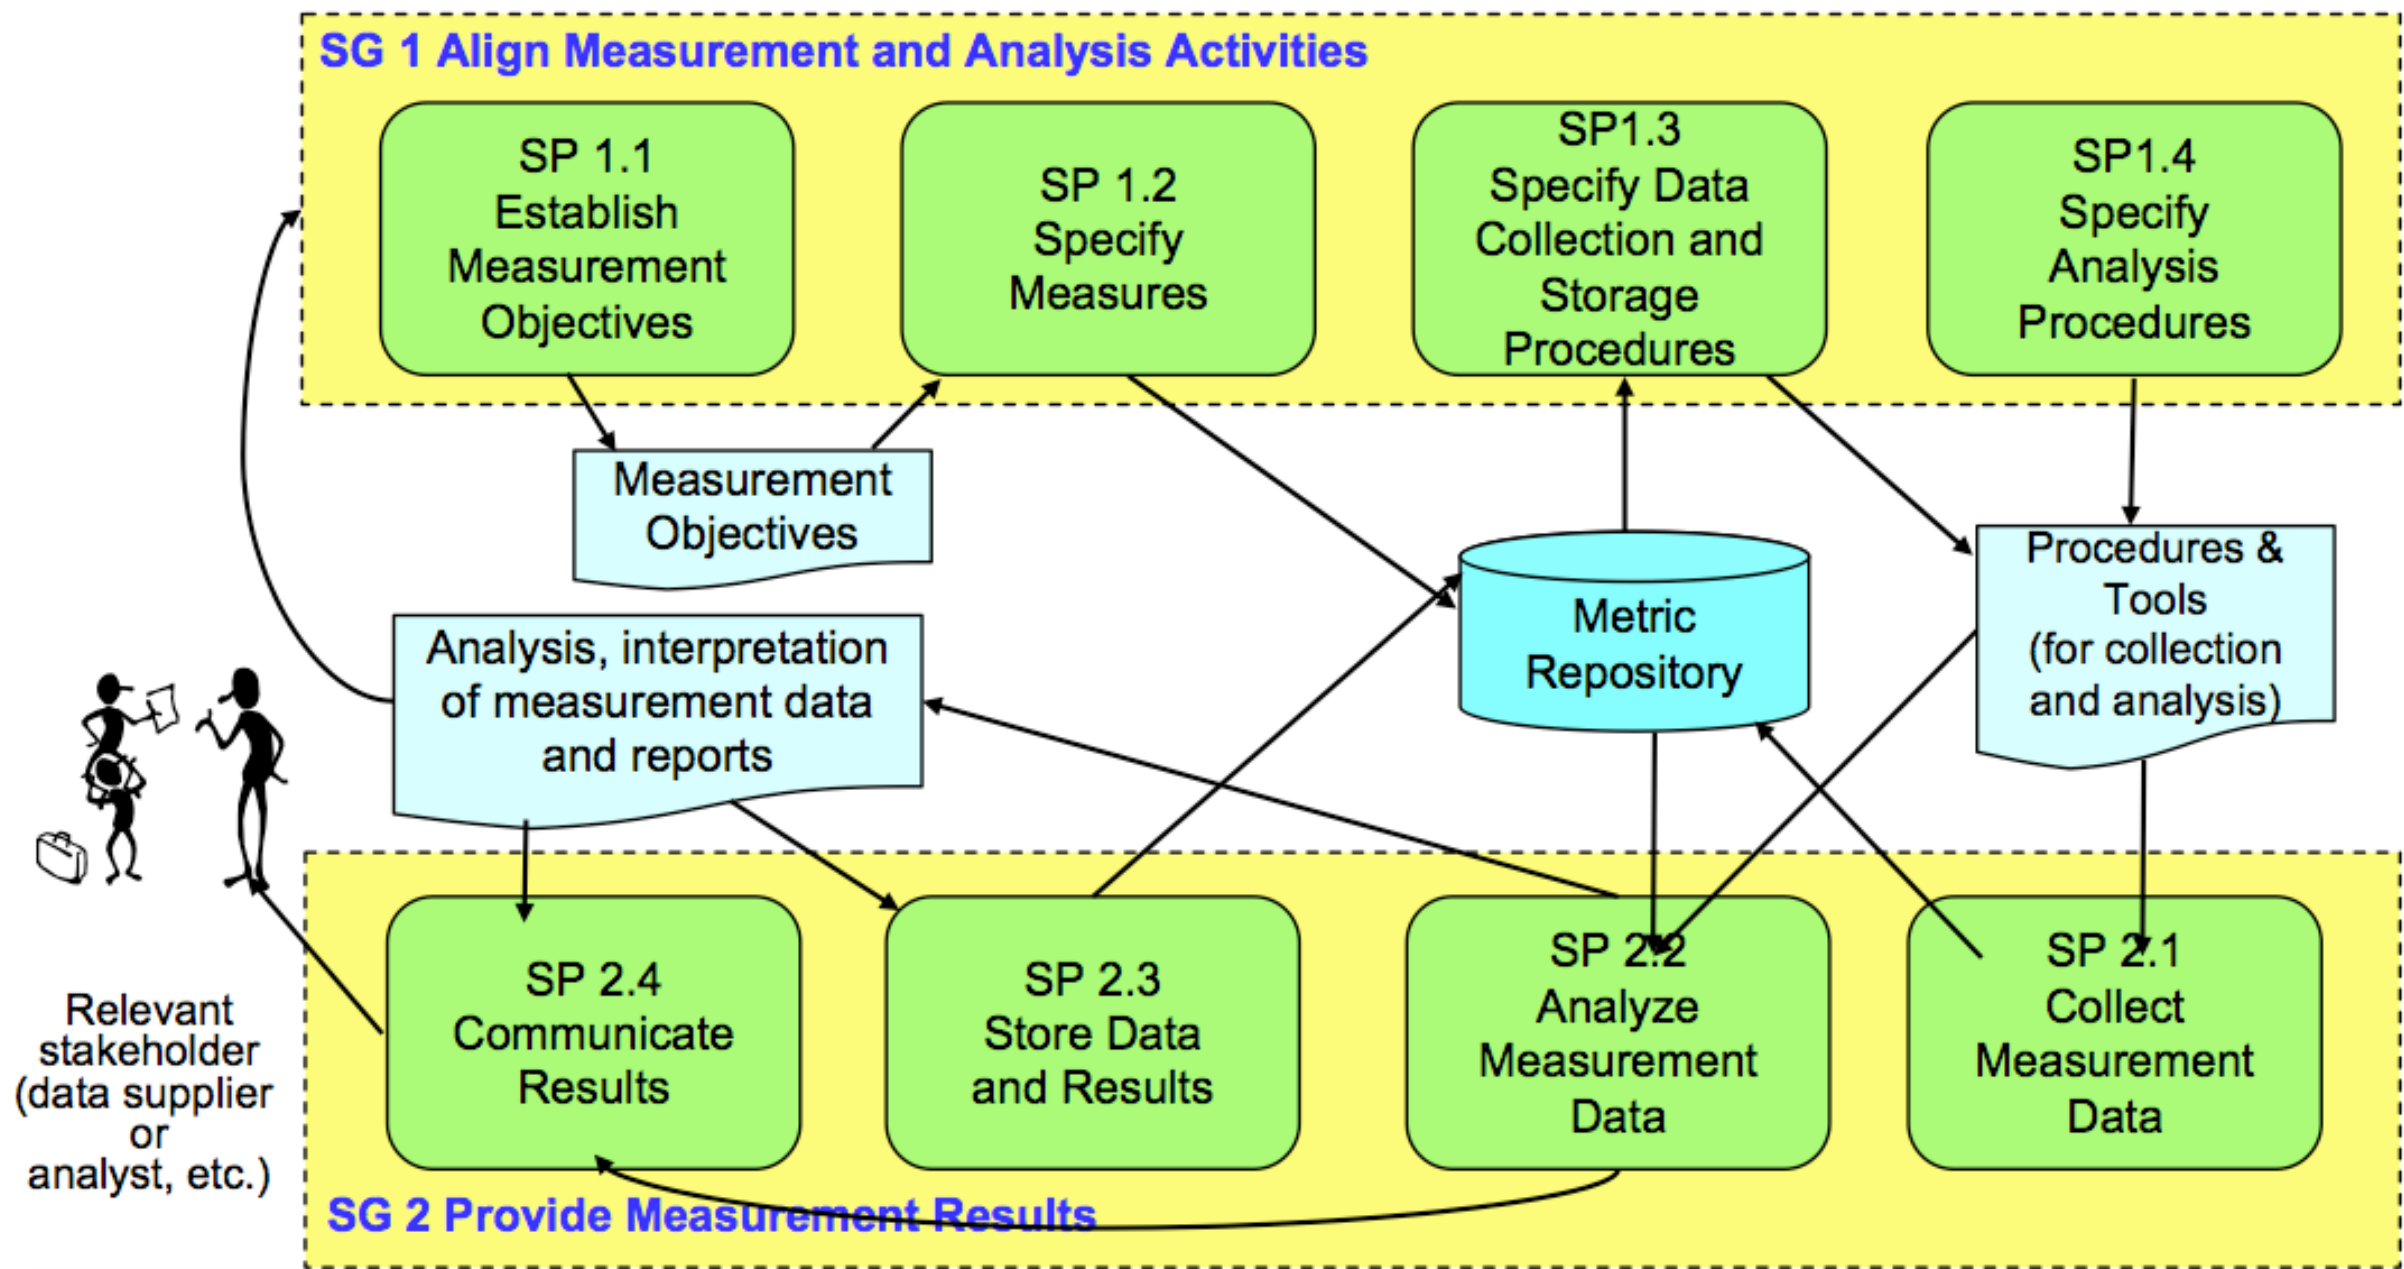 SG 1 Align Measurement and Analysis Activities
SP 1.1
Establish
Measurement
Objectives
SP 1.2
Specify
Measures
SP1.3
Specify Data
Collection and
Storage
Procedures
SP1.4
Specify
Analysis
Procedures
Measurement
Objectives
Procedures &
Tools
(for collection
and analysis)
Metric
Repository
Analysis, interpretation
of measurement data
and reports
Relevant
stakeholder
(data supplier
or
analyst, etc.)
SP 2.4
Communicate
Results
SP 2.3
Store Data
and Results
SP 2.2
Analyze
Measurement
Data
SP 2.1
Collect
Measurement
Data
SG 2 Provide Measurement Results